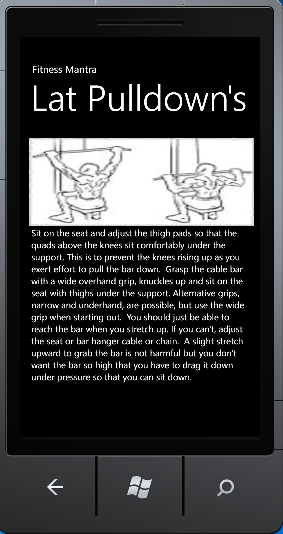 Fitness Mantra
Lat Pulldown's
Sit on the seat and adjust the thigh pads so that the
quads above the knees sit comfortably under the
support. This is to prevent the knees rising up as you
exert effort to pull the bar down.  Grasp the cable bar
with a wide overhand grip, knuckles up and sit on the
seat with thighs under the support. Alternative grips,
narrow and underhand, are possible, but use the wide
grip when starting out.  You should just be able to
reach the bar when you stretch up. If you can't, adjust
the seat or bar hanger cable or chain.  A slight stretch
upward to grab the bar is not harmful but you don't
want the bar so high that you have to drag it down
under pressure so that you can sit down.